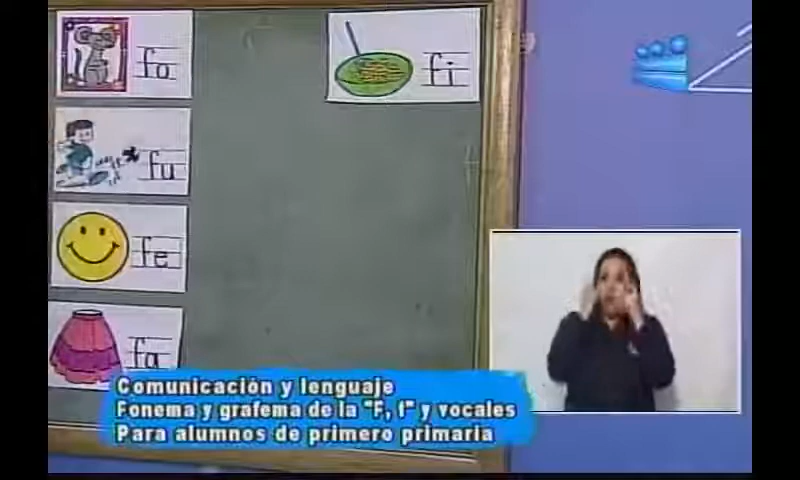 fo
fi
fu
fe
fa
Comunicación y lenguaje
Fonema y grafema de la "F, f" y vocales
Para alumnos de primero primaria